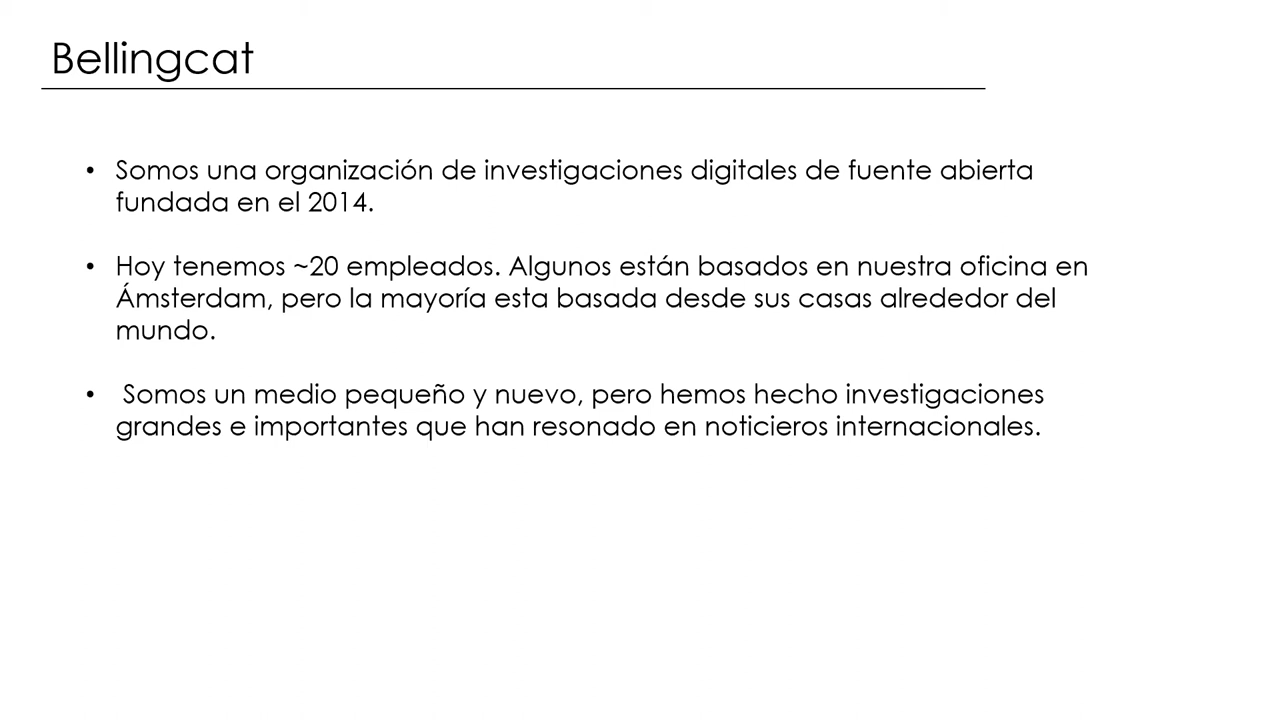 Bellingcat
• Somos una organización de investigaciones digitales de fuente abierta
fundada en el 2014.
• Hoy tenemos ~20 empleados. Algunos están basados en nuestra oficina en
Ámsterdam, pero la mayoría esta basada desde sus casas alrededor del
mundo.
• Somos un medio pequeño y nuevo, pero hemos hecho investigaciones
grandes e importantes que han resonado en noticieros internacionales.